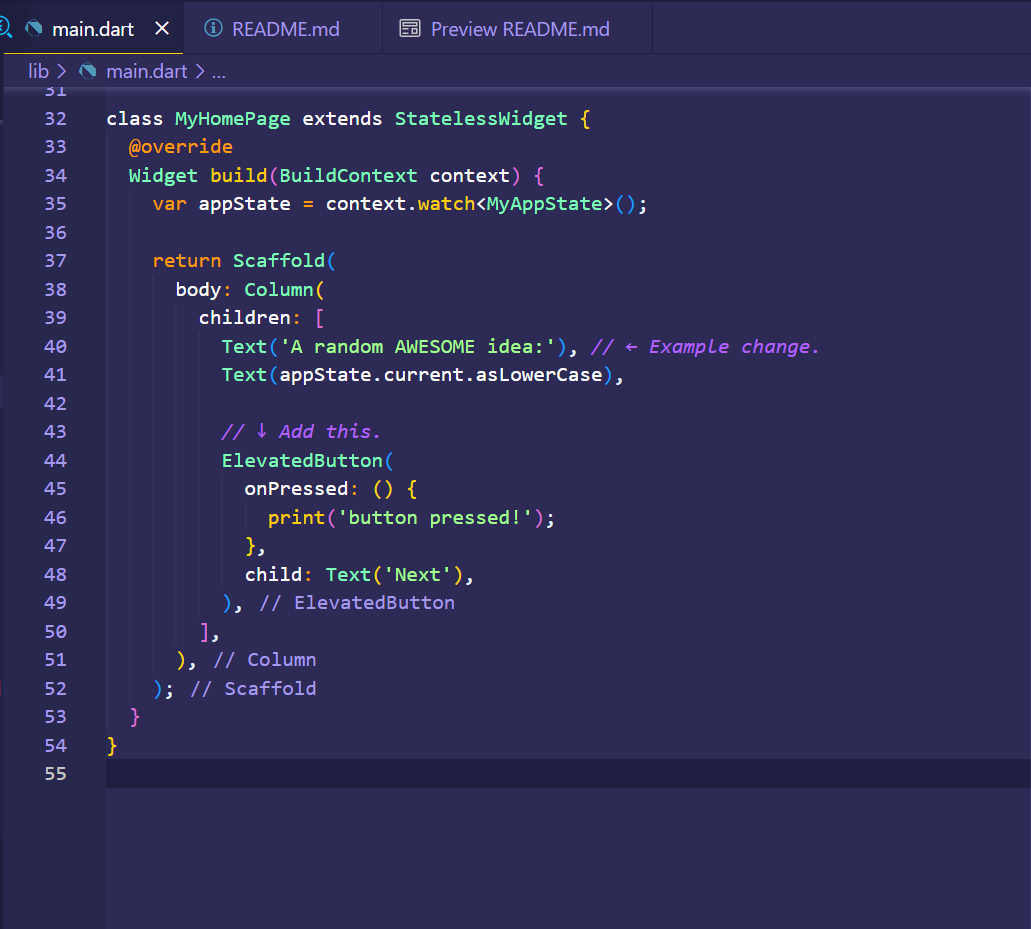 main.dart README.md Preview README.md
lib > main.dart > ...
31
32 class MyHomePage extends StatelessWidget {
33   @override
34   Widget build(BuildContext context) {
35     var appState = context.watch<MyAppState>();
36
37     return Scaffold(
38       body: Column(
39         children: [
40           Text('A random AWESOME idea:'), // ← Example change.
41           Text(appState.current.asLowerCase),
42
43           // ↓ Add this.
44           ElevatedButton(
45             onPressed: () {
46               print('button pressed!');
47             },
48             child: Text('Next'),
49           ), // ElevatedButton
50         ],
51       ), // Column
52     ); // Scaffold
53   }
54 }
55